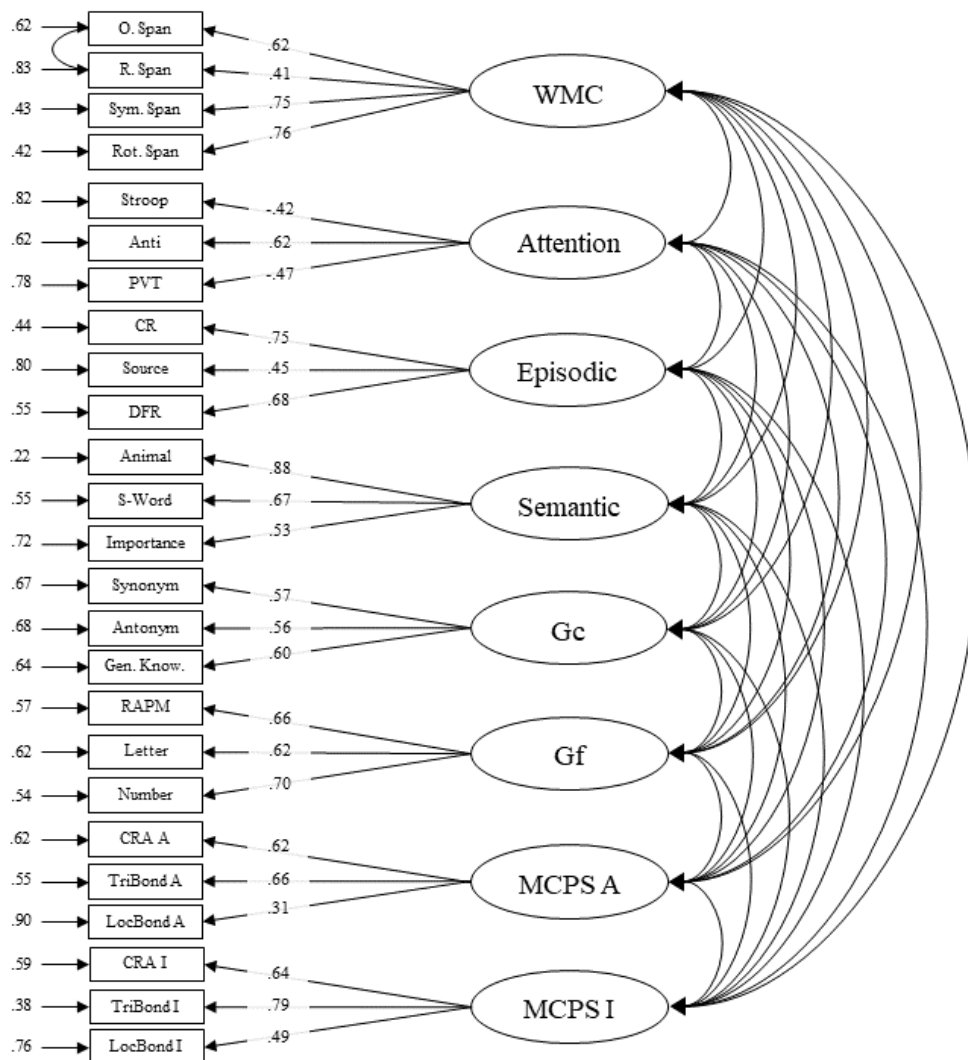 .62 O. Span .62
.83 R. Span .41
WMC
.43 Sym. Span .75
.42 Rot. Span .76
.82 Stroop -.42
.62 Anti .62
Attention
.78 PVT -.47
.44 CR .75
.80 Source .45
Episodic
.55 DFR .68
.22 Animal .88
.55 S-Word .67
Semantic
.72 Importance .53
.67 Synonym .57
.68 Antonym .56
Gc
.64 Gen. Know. .60
.57 RAPM .66
.62 Letter .62
Gf
.54 Number .70
.62 CRA A .62
.55 TriBond A .66
MCPS A
.90 LocBond A .31
.59 CRA I .64
.38 TriBond I .79
MCPS I
.76 LocBond I .49